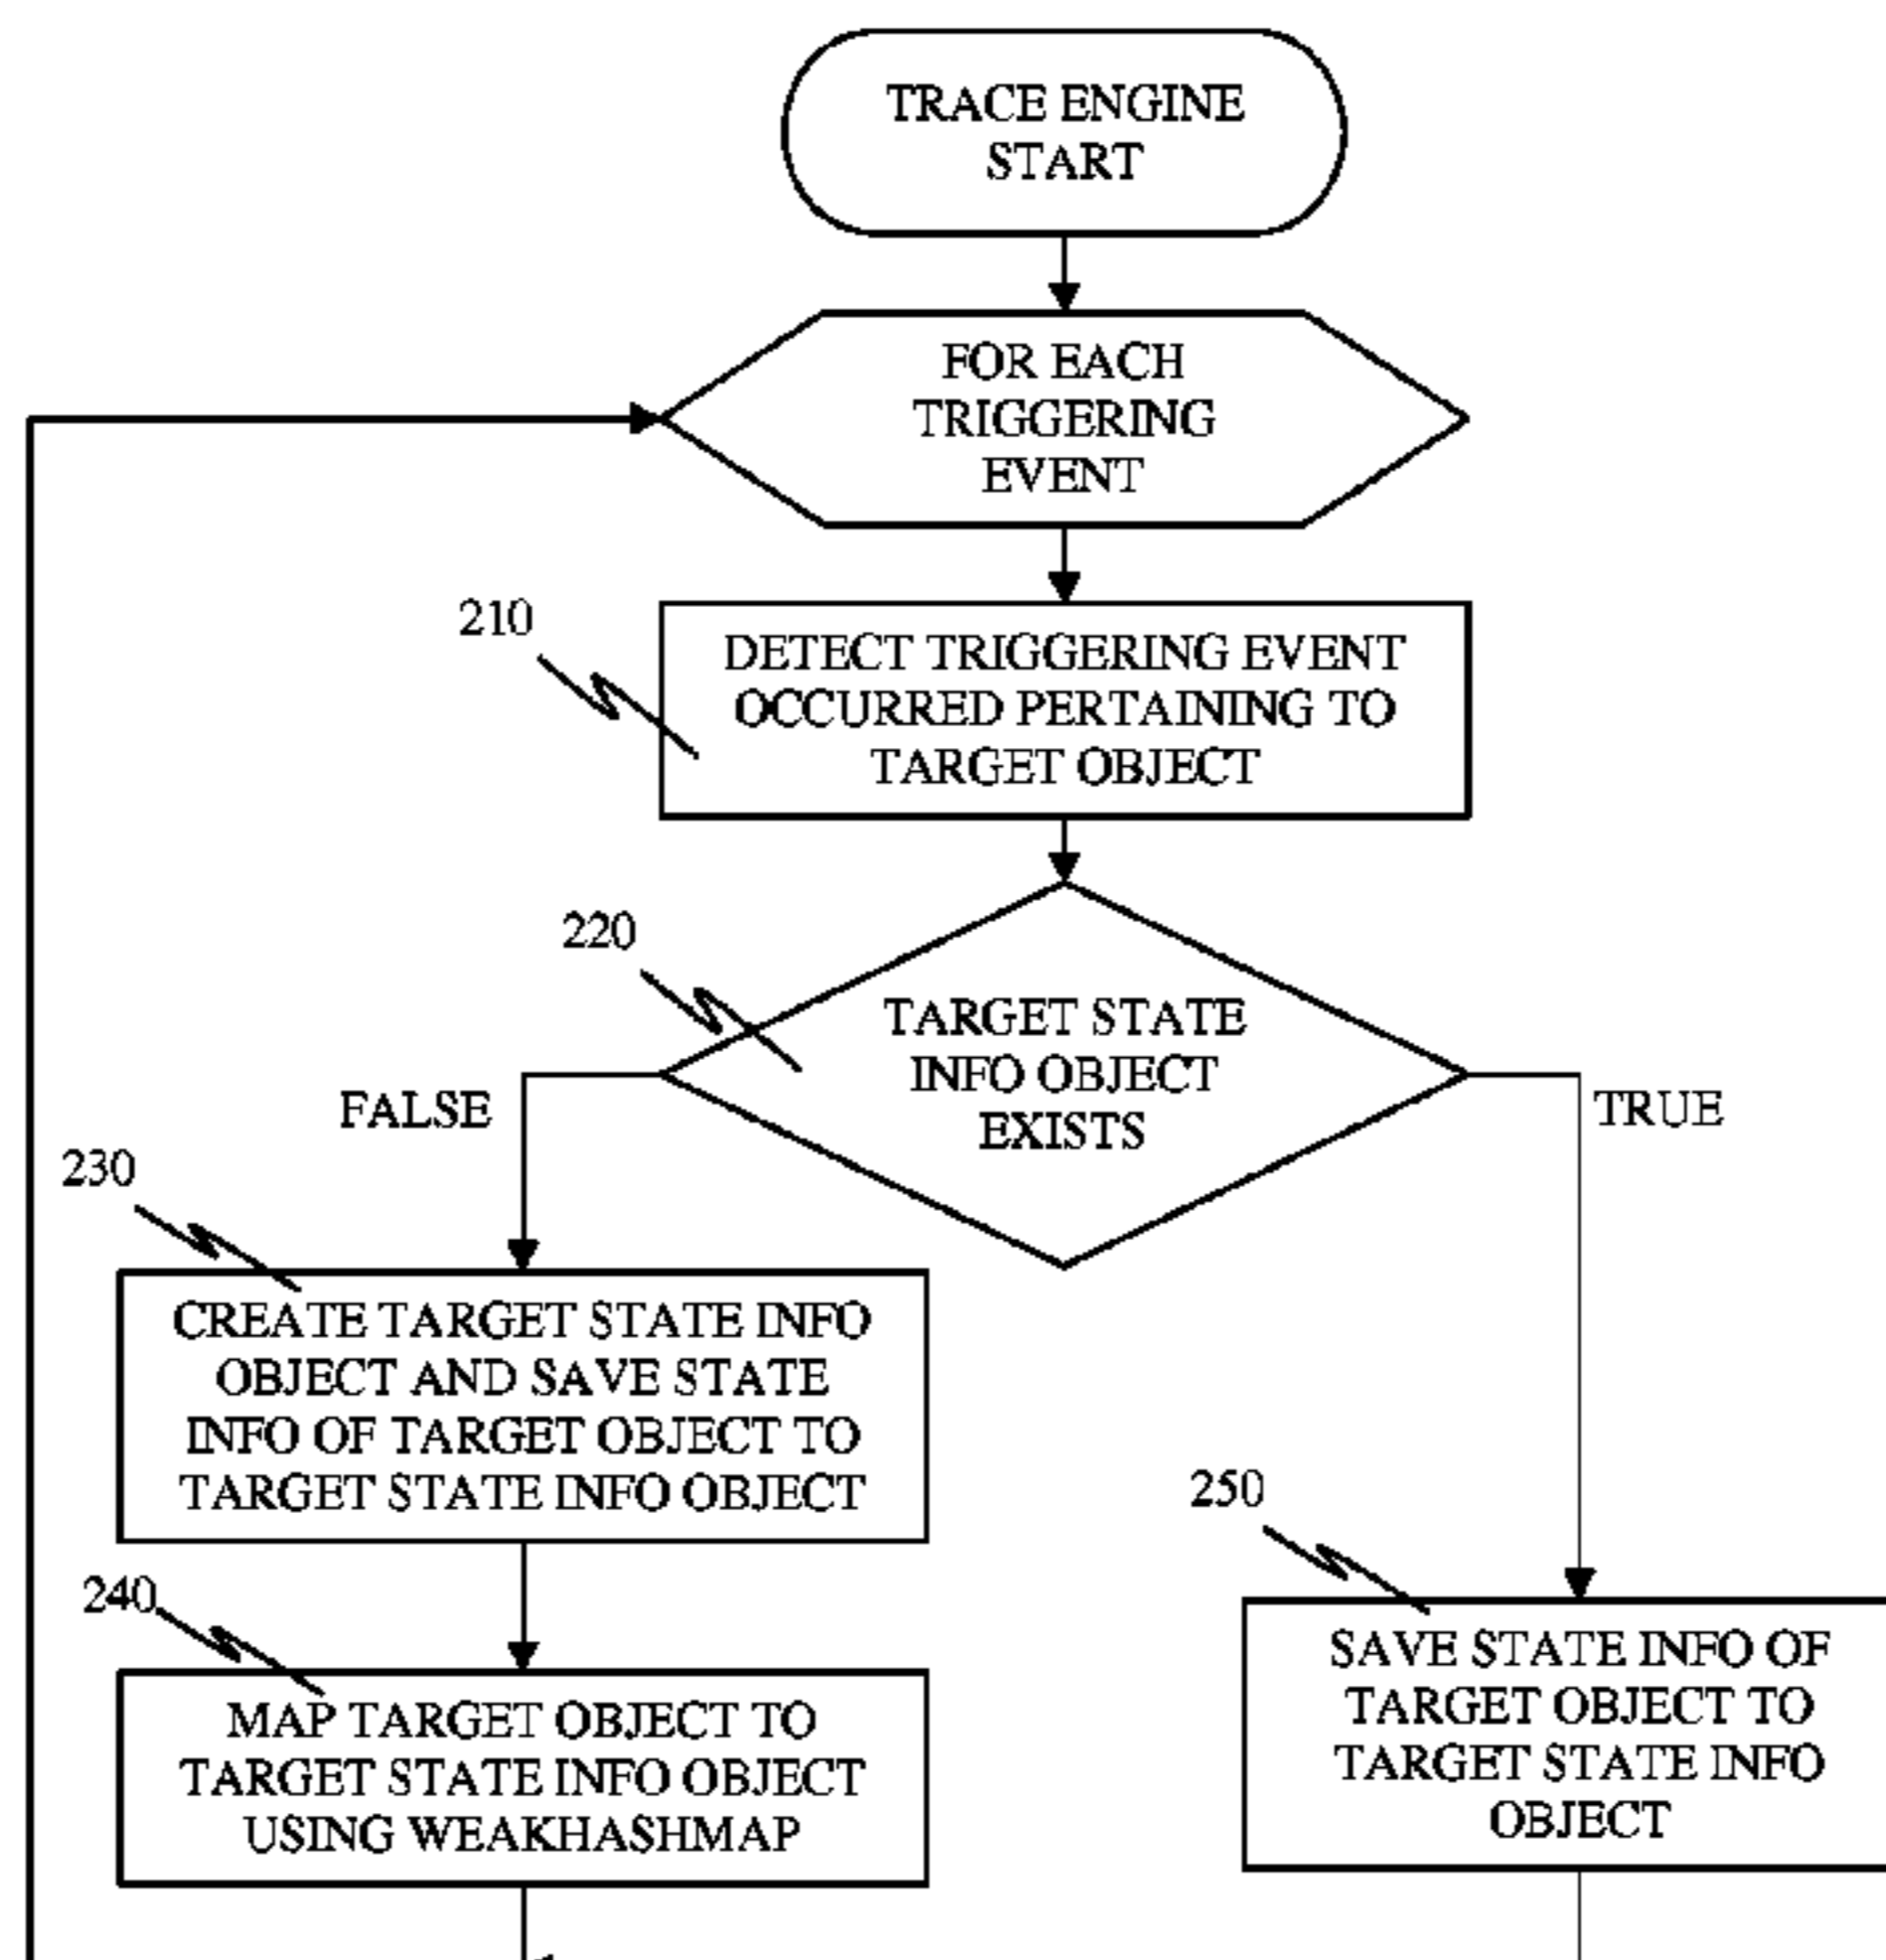 TRACE ENGINE
START
FOR EACH
TRIGGERING
EVENT
210
DETECT TRIGGERING EVENT
OCCURRED PERTAINING TO
TARGET OBJECT
220
TARGET STATE
INFO OBJECT
EXISTS
FALSE
TRUE
230
CREATE TARGET STATE INFO
OBJECT AND SAVE STATE
INFO OF TARGET OBJECT TO
TARGET STATE INFO OBJECT
240
MAP TARGET OBJECT TO
TARGET STATE INFO OBJECT
USING WEAKHASHMAP
250
SAVE STATE INFO OF
TARGET OBJECT TO
TARGET STATE INFO
OBJECT